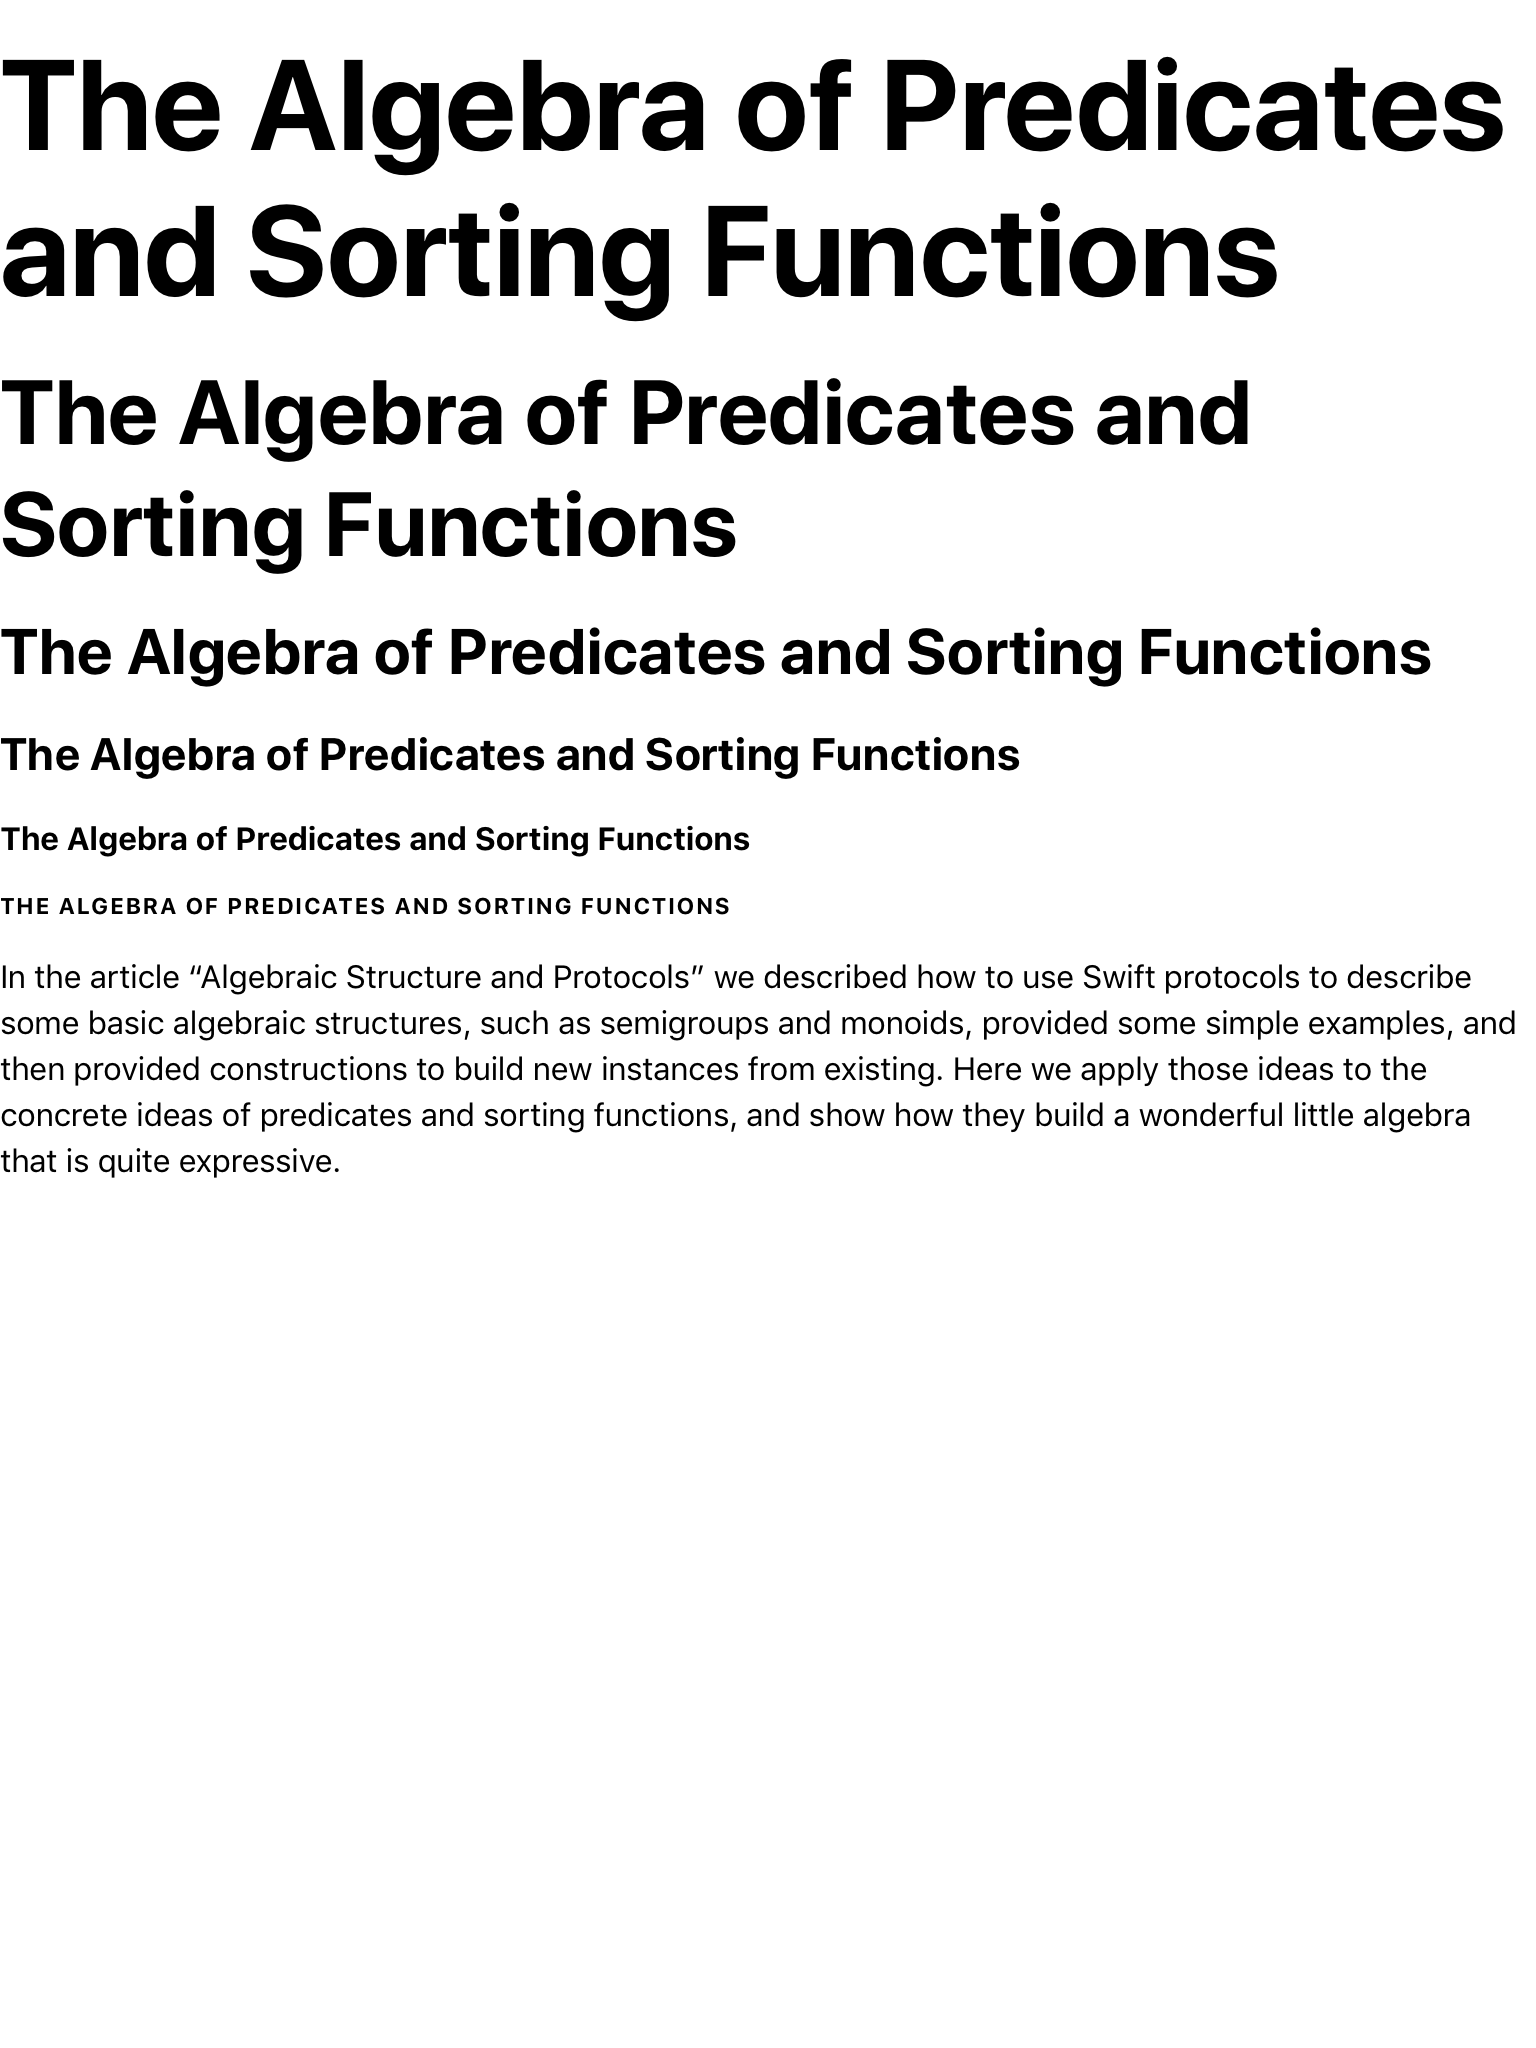 The Algebra of Predicates
and Sorting Functions
The Algebra of Predicates and
Sorting Functions
The Algebra of Predicates and Sorting Functions
The Algebra of Predicates and Sorting Functions
The Algebra of Predicates and Sorting Functions
THE ALGEBRA OF PREDICATES AND SORTING FUNCTIONS
In the article “Algebraic Structure and Protocols” we described how to use Swift protocols to describe
some basic algebraic structures, such as semigroups and monoids, provided some simple examples, and
then provided constructions to build new instances from existing. Here we apply those ideas to the
concrete ideas of predicates and sorting functions, and show how they build a wonderful little algebra
that is quite expressive.